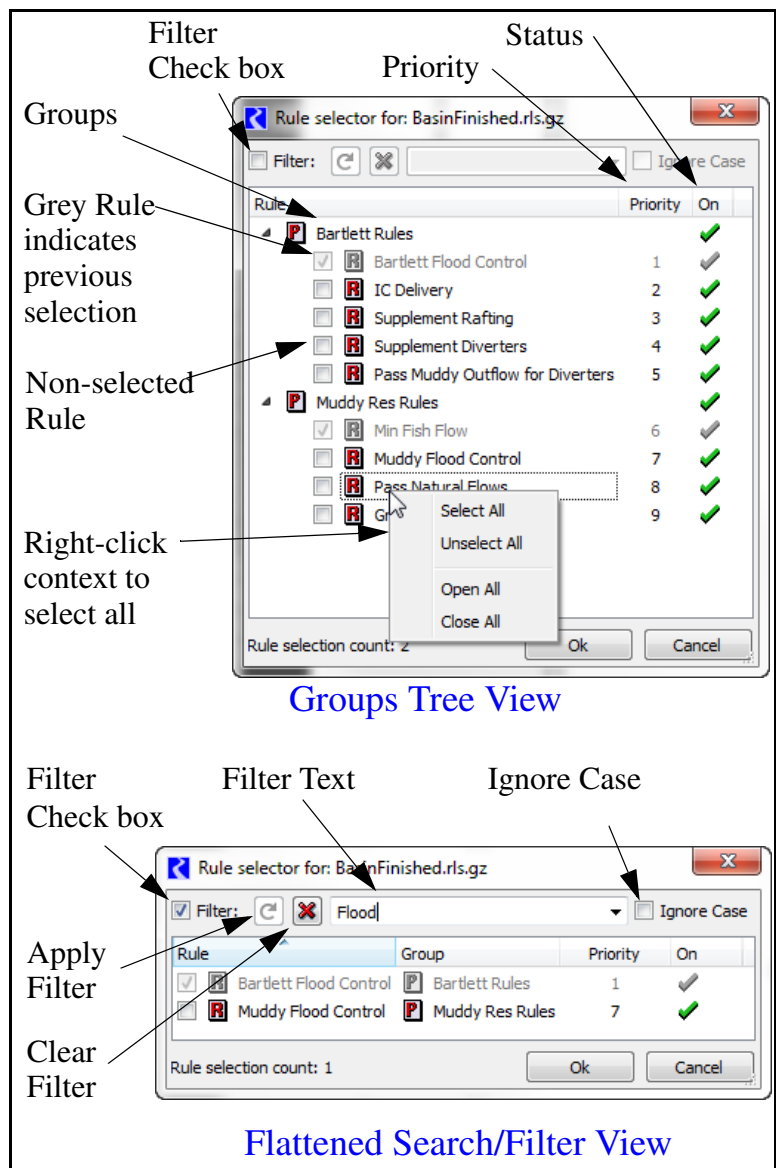 Filter
Check box
Priority
Status
Groups
Rule selector for: BasinFinished.rls.gz
Filter:
Ignore Case
Rule Priority On
Grey Rule
indicates
previous
selection
P Bartlett Rules
R Bartlett Flood Control 1
R IC Delivery 2
R Supplement Rafting 3
R Supplement Diverters 4
R Pass Muddy Outflow for Diverters 5
Non-selected
Rule
P Muddy Res Rules
R Min Fish Flow 6
R Muddy Flood Control 7
R Pass Natural Flows 8
R 9
Right-click
context to
select all
Select All
Unselect All
Open All
Close All
Rule selection count: 2
Ok
Cancel
Groups Tree View
Filter
Check box
Filter Text
Ignore Case
Rule selector for: BasinFinished.rls.gz
Filter:
Flood
Ignore Case
Apply
Filter
Rule Group Priority On
R Bartlett Flood Control P Bartlett Rules 1
R Muddy Flood Control P Muddy Res Rules 7
Clear
Filter
Rule selection count: 1
Ok
Cancel
Flattened Search/Filter View